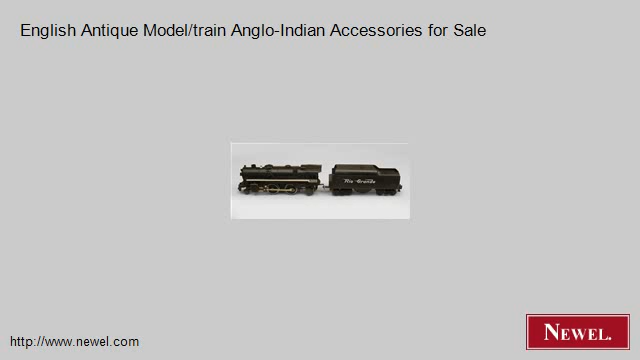 English Antique Model/train Anglo-Indian Accessories for Sale
Rio Grande
http://www.newel.com
NEWEL.